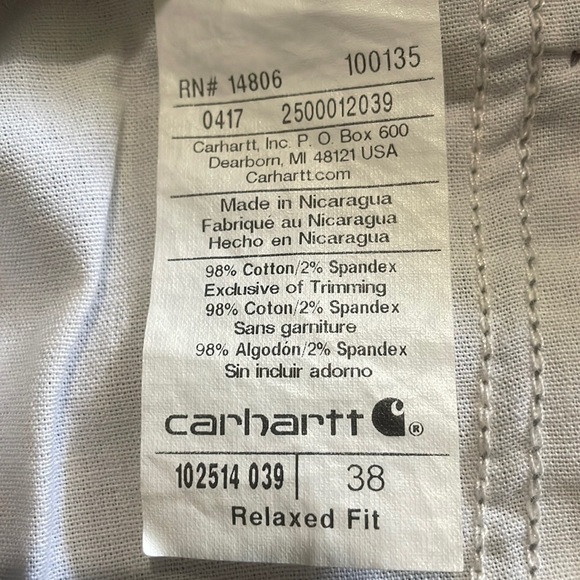 RN# 14806 100135
0417 2500012039
Carhartt, Inc. P. O. Box 600
Dearborn, MI 48121 USA
Carhartt.com
Made in Nicaragua
Fabriqué au Nicaragua
Hecho en Nicaragua
98% Cotton/2% Spandex
Exclusive of Trimming
98% Coton/2% Spandex
Sans garniture
98% Algodón/2% Spandex
Sin incluir adorno
carhartt ®
102514 039 38
Relaxed Fit